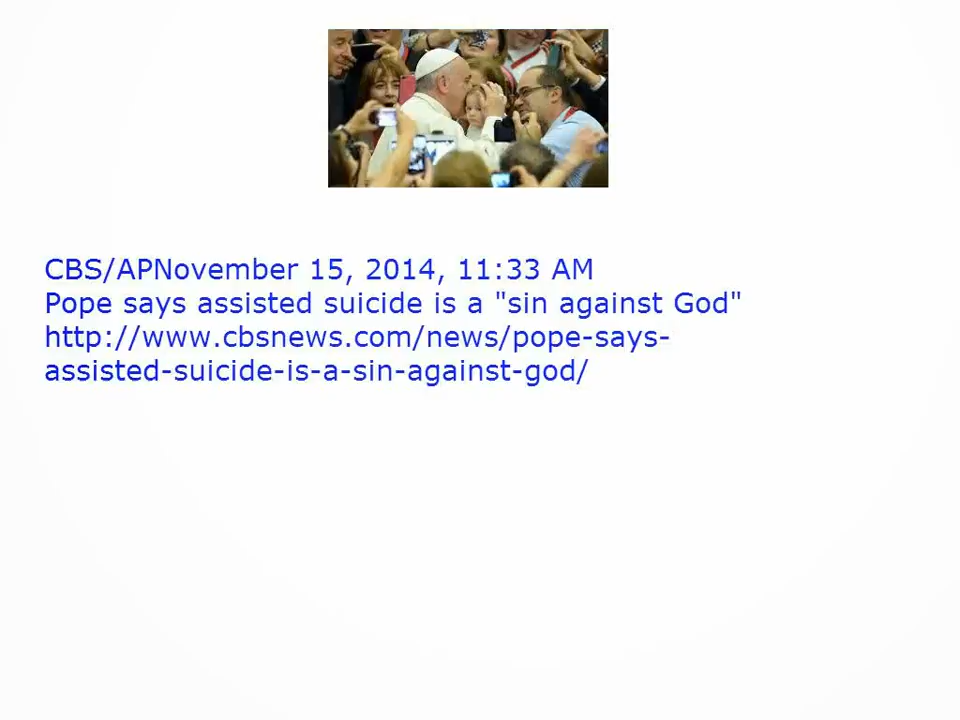 CBS/APNovember 15, 2014, 11:33 AM
Pope says assisted suicide is a "sin against God"
http://www.cbsnews.com/news/pope-says-
assisted-suicide-is-a-sin-against-god/